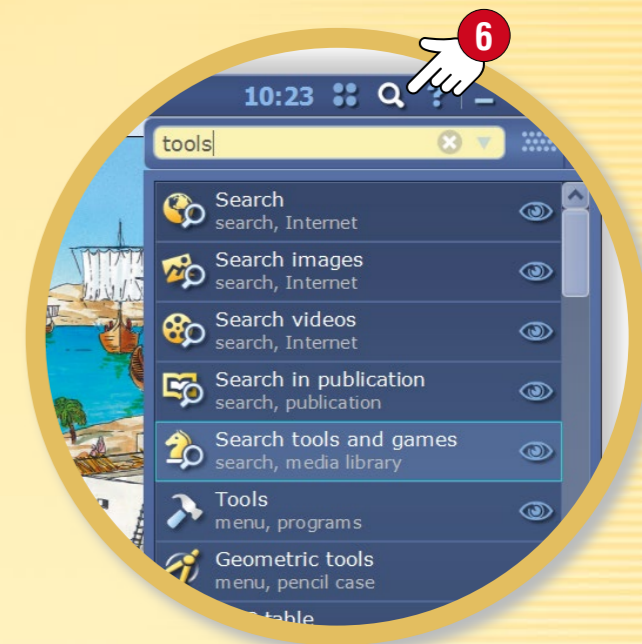 6
10:23 ?
tools
Search
search, Internet
Search images
search, Internet
Search videos
search, Internet
Search in publication
search, publication
Search tools and games
search, media library
Tools
menu, programs
Geometric tools
menu, pencil case
table